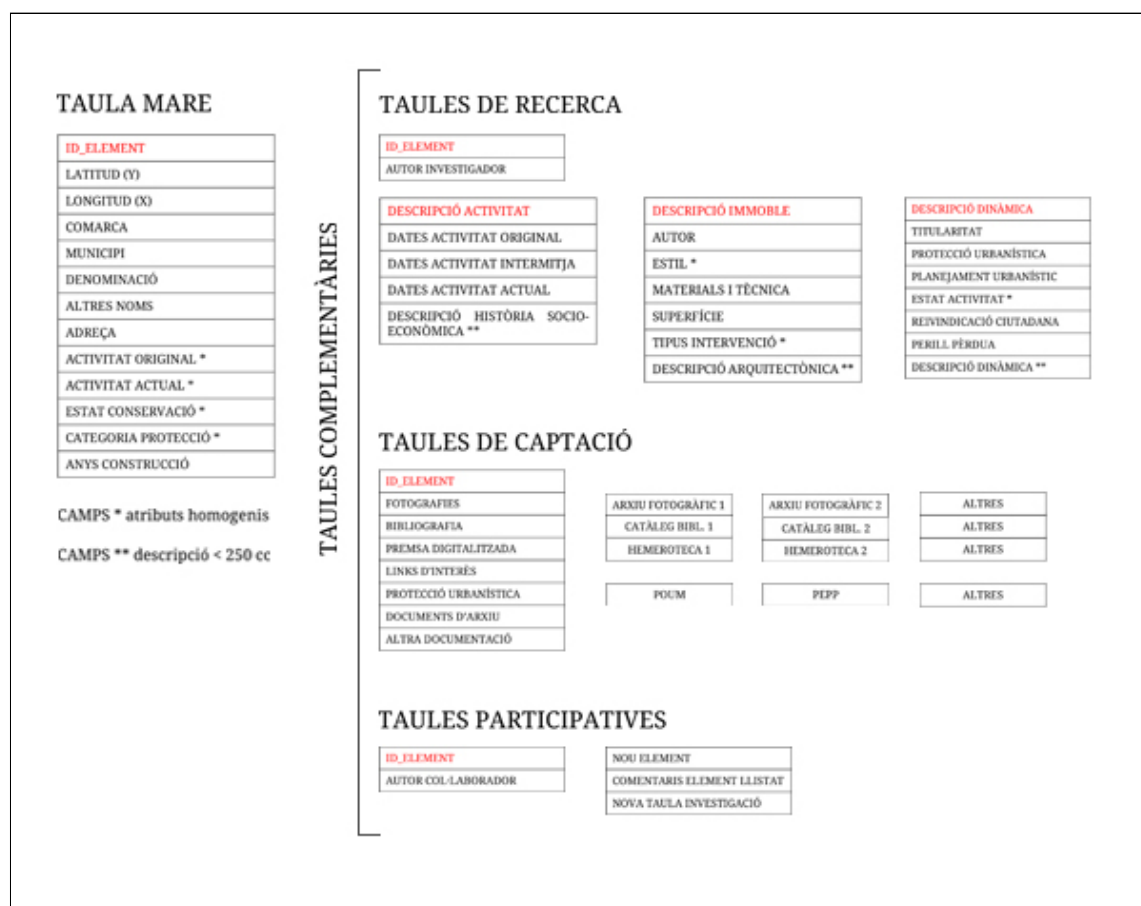 TAULA MARE
ID_ELEMENT
LATITUD (Y)
LONGITUD (X)
COMARCA
MUNICIPI
DENOMINACIÓ
ALTRES NOMS
ADREÇA
ACTIVITAT ORIGINAL *
ACTIVITAT ACTUAL *
ESTAT CONSERVACIÓ *
CATEGORIA PROTECCIÓ *
ANYS CONSTRUCCIÓ
CAMPS * atributs homogenis
CAMPS ** descripció < 250 cc
TAULES COMPLEMENTÀRIES
TAULES DE RECERCA
ID_ELEMENT
AUTOR INVESTIGADOR
DESCRIPCIÓ ACTIVITAT
DATES ACTIVITAT ORIGINAL
DATES ACTIVITAT INTERMITJA
DATES ACTIVITAT ACTUAL
DESCRIPCIÓ HISTÒRIA SOCIO-
ECONÒMICA **
DESCRIPCIÓ IMMOBLE
AUTOR
ESTIL *
MATERIALS I TÈCNICA
SUPERFÍCIE
TIPUS INTERVENCIÓ *
DESCRIPCIÓ ARQUITECTÒNICA **
DESCRIPCIÓ DINÀMICA
TITULARITAT
PROTECCIÓ URBANÍSTICA
PLANEJAMENT URBANÍSTIC
ESTAT ACTIVITAT *
REIVINDICACIÓ CIUTADANA
PERILL PÈRDUA
DESCRIPCIÓ DINÀMICA **
TAULES DE CAPTACIÓ
ID_ELEMENT
FOTOGRAFIES
BIBLIOGRAFIA
PREMSA DIGITALITZADA
LINKS D'INTERÈS
PROTECCIÓ URBANÍSTICA
DOCUMENTS D'ARXIU
ALTRA DOCUMENTACIÓ
ARXIU FOTOGRÀFIC 1
CATÀLEG BIBL. 1
HEMEROTECA 1
ARXIU FOTOGRÀFIC 2
CATÀLEG BIBL. 2
HEMEROTECA 2
ALTRES
ALTRES
ALTRES
POUM
PEPP
ALTRES
TAULES PARTICIPATIVES
ID_ELEMENT
AUTOR COL·LABORADOR
NOU ELEMENT
COMENTARIS ELEMENT LLISTAT
NOVA TAULA INVESTIGACIÓ